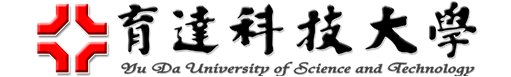 育達科技大學
Yu Da University of Science and Technology